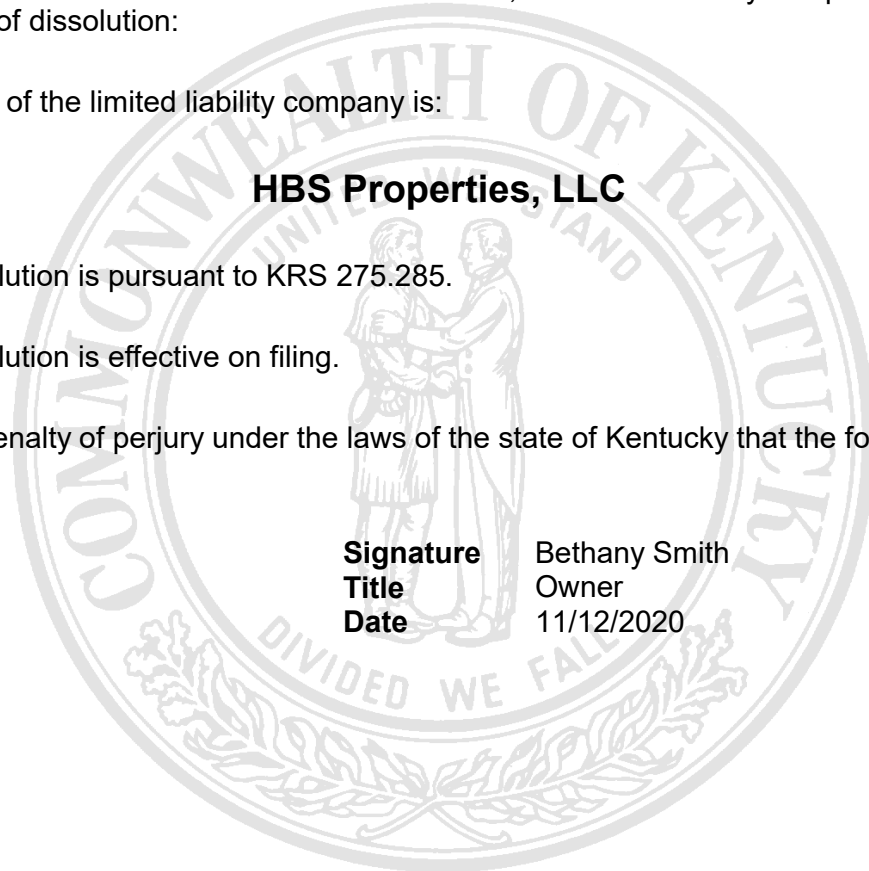 of dissolution:
of the limited liability company is:
HBS Properties, LLC
lution is pursuant to KRS 275.285.
lution is effective on filing.
enalty of perjury under the laws of the state of Kentucky that the fo
Signature Bethany Smith
Title Owner
Date 11/12/2020
COMMONWEALTH OF KENTUCKY
UNITED WE STAND
DIVIDED WE FALL